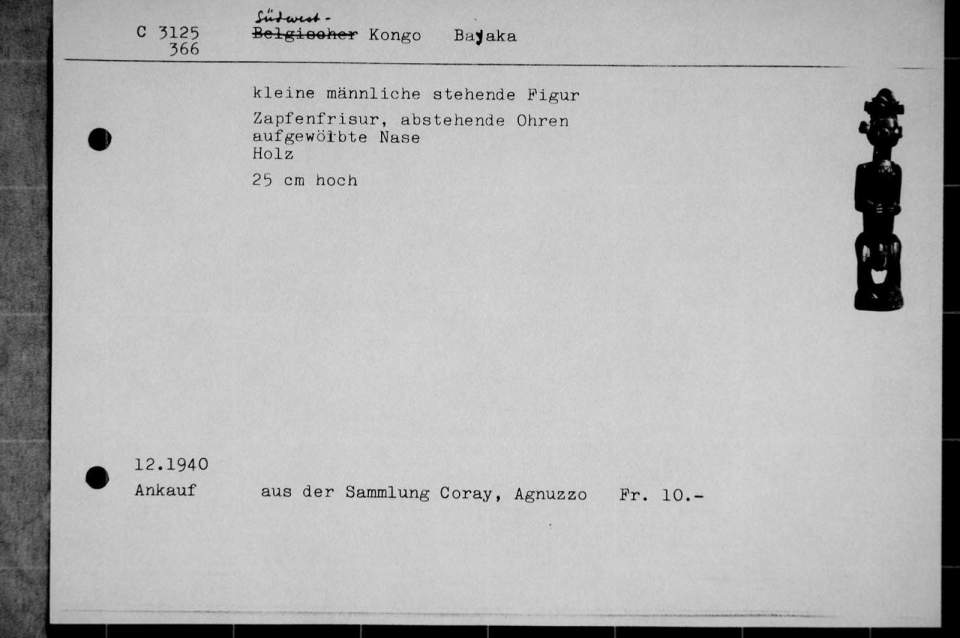 Südwest-
C 3125 Belgischer Kongo Bayaka
366
kleine männliche stehende Figur
Zapfenfrisur, abstehende Ohren
aufgewölbte Nase
Holz
25 cm hoch
12.1940
Ankauf aus der Sammlung Coray, Agnuzzo Fr. 10.-